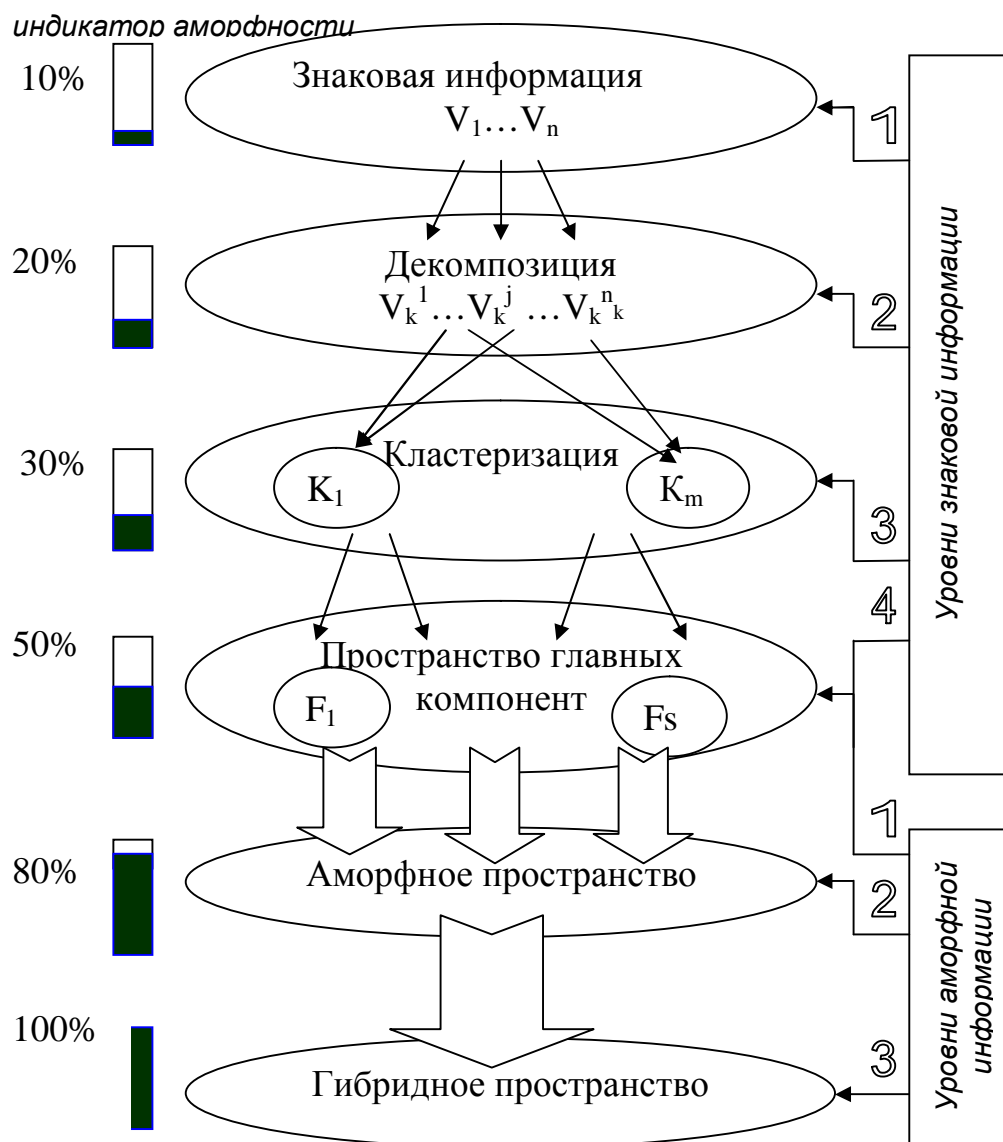 индикатор аморфности
10%
Знаковая информация
V₁…Vₙ
1
20%
Декомпозиция
Vₖ¹…Vₖʲ …Vₖⁿₖ
2
30%
Кластеризация
K₁
Kₘ
3
4
50%
Пространство главных
компонент
F₁
Fs
1
80%
Аморфное пространство
2
100%
Гибридное пространство
3
Уровни знаковой информации
Уровни аморфной
информации